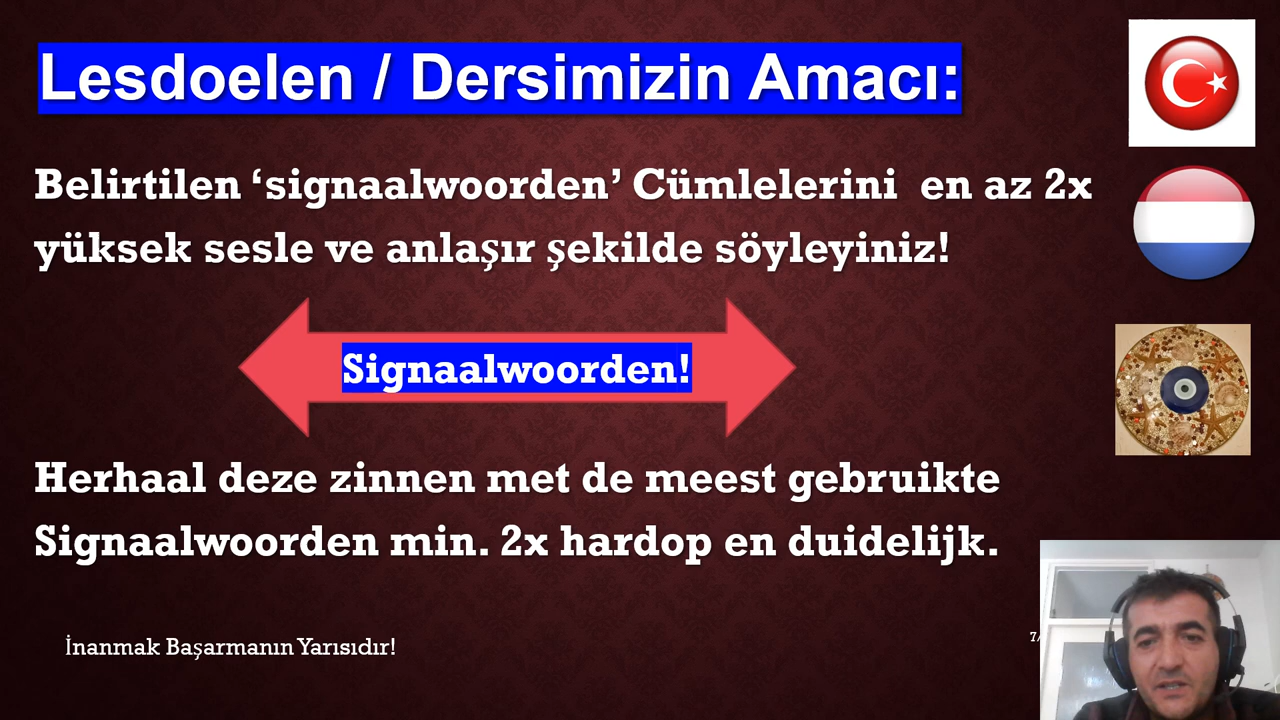 Lesdoelen / Dersimizin Amacı:
Belirtilen ‘signaalwoorden’ Cümlelerini en az 2x
yüksek sesle ve anlaşır şekilde söyleyiniz!
Signaalwoorden!
Herhaal deze zinnen met de meest gebruikte
Signaalwoorden min. 2x hardop en duidelijk.
İnanmak Başarmanın Yarısıdır!
7/